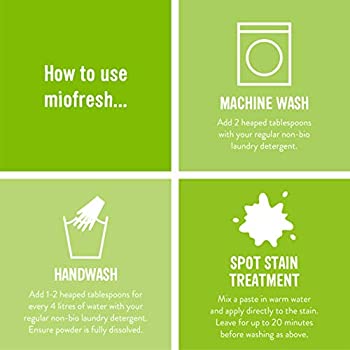 How to use
miofresh...
MACHINE WASH
Add 2 heaped tablespoons
with your regular non-bio
laundry detergent.
HANDWASH
Add 1-2 heaped tablespoons for
every 4 litres of water with your
regular non-bio laundry detergent.
Ensure powder is fully dissolved.
SPOT STAIN
TREATMENT
Mix a paste in warm water
and apply directly to the stain.
Leave for up to 20 minutes
before washing as above.